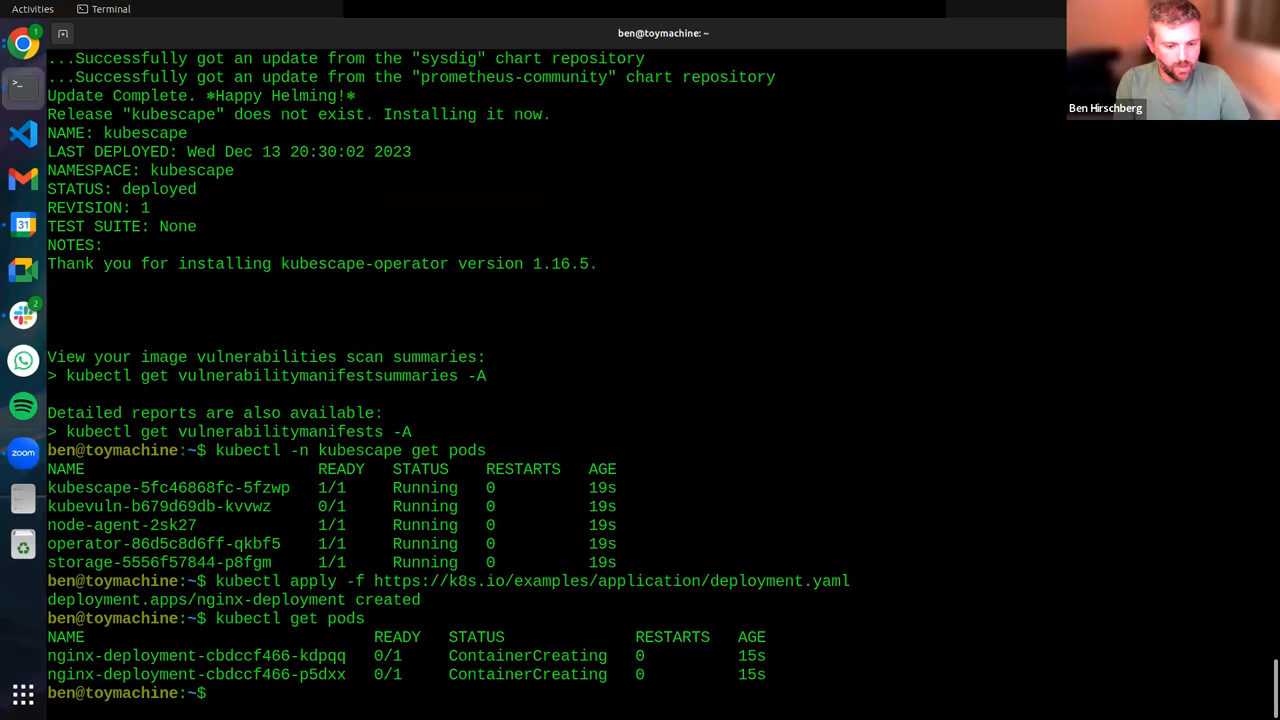 Activities
Terminal
ben@toymachine: ~
1
...Successfully got an update from the "sysdig" chart repository
...Successfully got an update from the "prometheus-community" chart repository
Update Complete. ⎈Happy Helming!⎈
Release "kubescape" does not exist. Installing it now.
NAME: kubescape
LAST DEPLOYED: Wed Dec 13 20:30:02 2023
NAMESPACE: kubescape
STATUS: deployed
REVISION: 1
TEST SUITE: None
NOTES:
Thank you for installing kubescape-operator version 1.16.5.
View your image vulnerabilities scan summaries:
> kubectl get vulnerabilitymanifestsummaries -A
Detailed reports are also available:
> kubectl get vulnerabilitymanifests -A
ben@toymachine:~$ kubectl -n kubescape get pods
NAME READY STATUS RESTARTS AGE
kubescape-5fc46868fc-5fzwp 1/1 Running 0 19s
kubevuln-b679d69db-kvvwz 0/1 Running 0 19s
node-agent-2sk27 1/1 Running 0 19s
operator-86d5c8d6ff-qkbf5 1/1 Running 0 19s
storage-5556f57844-p8fgm 1/1 Running 0 19s
ben@toymachine:~$ kubectl apply -f https://k8s.io/examples/application/deployment.yaml
deployment.apps/nginx-deployment created
ben@toymachine:~$ kubectl get pods
NAME READY STATUS RESTARTS AGE
nginx-deployment-cbdccf466-kdpqq 0/1 ContainerCreating 0 15s
nginx-deployment-cbdccf466-p5dxx 0/1 ContainerCreating 0 15s
ben@toymachine:~$
31
2
zoom
Ben Hirschberg